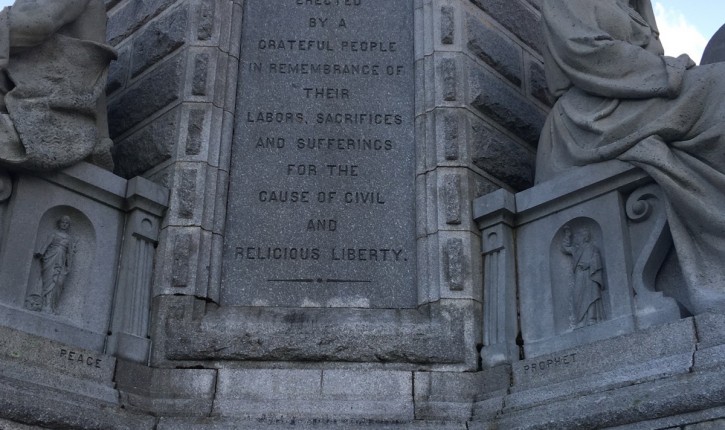 ERECTED
BY A
GRATEFUL PEOPLE
IN REMEMBRANCE OF
THEIR
LABORS, SACRIFICES
AND SUFFERINGS
FOR THE
CAUSE OF CIVIL
AND
RELIGIOUS LIBERTY.
PEACE
PROPHET